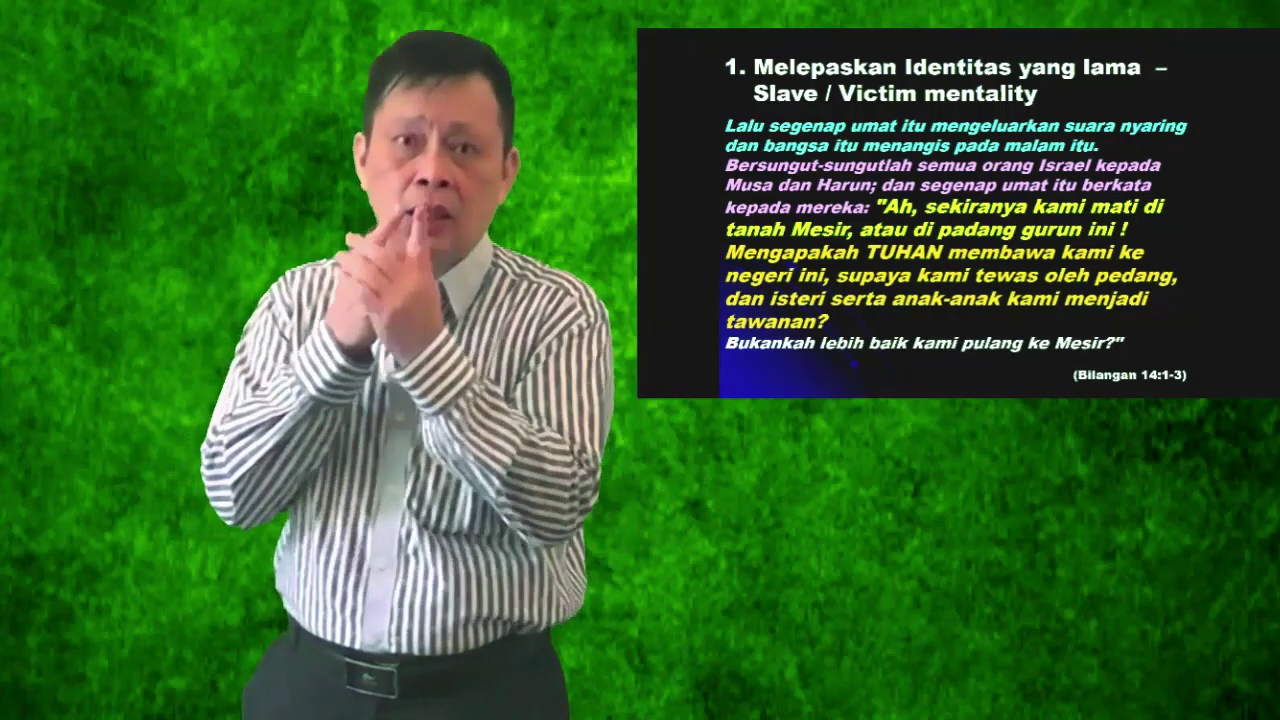 1. Melepaskan Identitas yang lama –
Slave / Victim mentality
Lalu segenap umat itu mengeluarkan suara nyaring
dan bangsa itu menangis pada malam itu.
Bersungut-sungutlah semua orang Israel kepada
Musa dan Harun; dan segenap umat itu berkata
kepada mereka: "Ah, sekiranya kami mati di
tanah Mesir, atau di padang gurun ini !
Mengapakah TUHAN membawa kami ke
negeri ini, supaya kami tewas oleh pedang,
dan isteri serta anak-anak kami menjadi
tawanan?
Bukankah lebih baik kami pulang ke Mesir?"
(Bilangan 14:1-3)